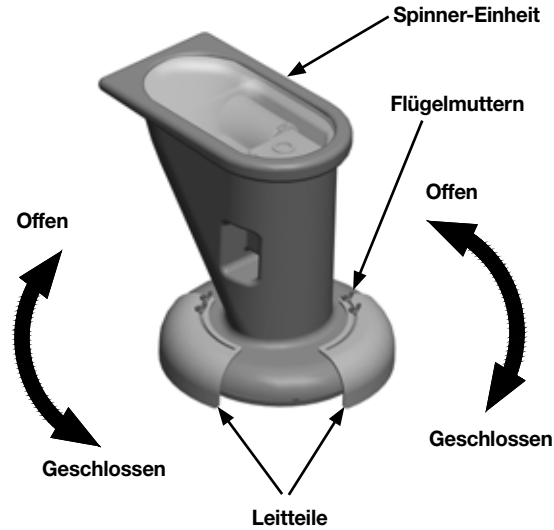 Spinner-Einheit
Flügelmuttern
Offen
Offen
Geschlossen
Geschlossen
Leitteile